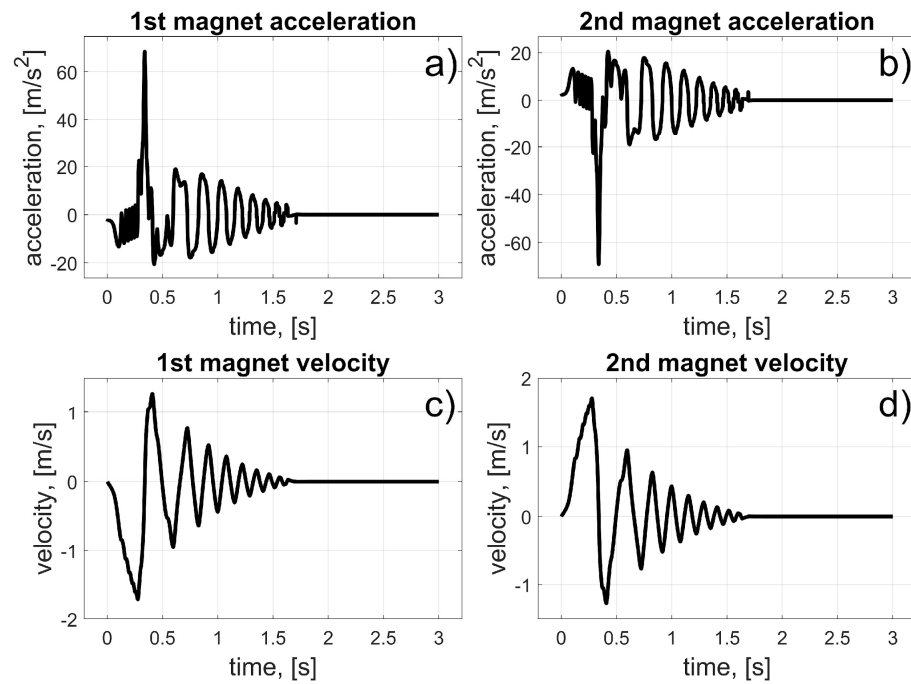 1st magnet acceleration
a)
acceleration, [m/s²]
60
40
20
0
-20
0 0.5 1 1.5 2 2.5 3
time, [s]
2nd magnet acceleration
b)
acceleration, [m/s²]
20
0
-20
-40
-60
0 0.5 1 1.5 2 2.5 3
time, [s]
1st magnet velocity
c)
velocity, [m/s]
1
0
-1
-2
0 0.5 1 1.5 2 2.5 3
time, [s]
2nd magnet velocity
d)
velocity, [m/s]
2
1
0
-1
0 0.5 1 1.5 2 2.5 3
time, [s]